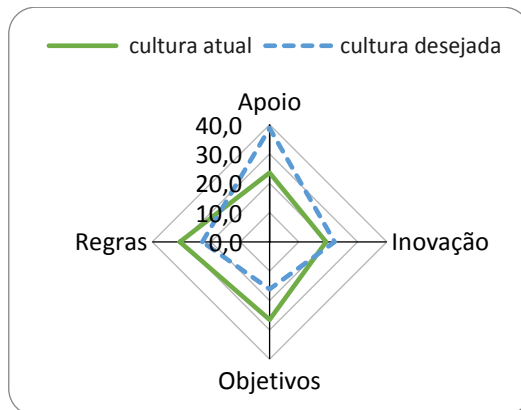 cultura atual cultura desejada
Apoio
40,0
30,0
20,0
10,0
Regras 0,0 Inovação
Objetivos